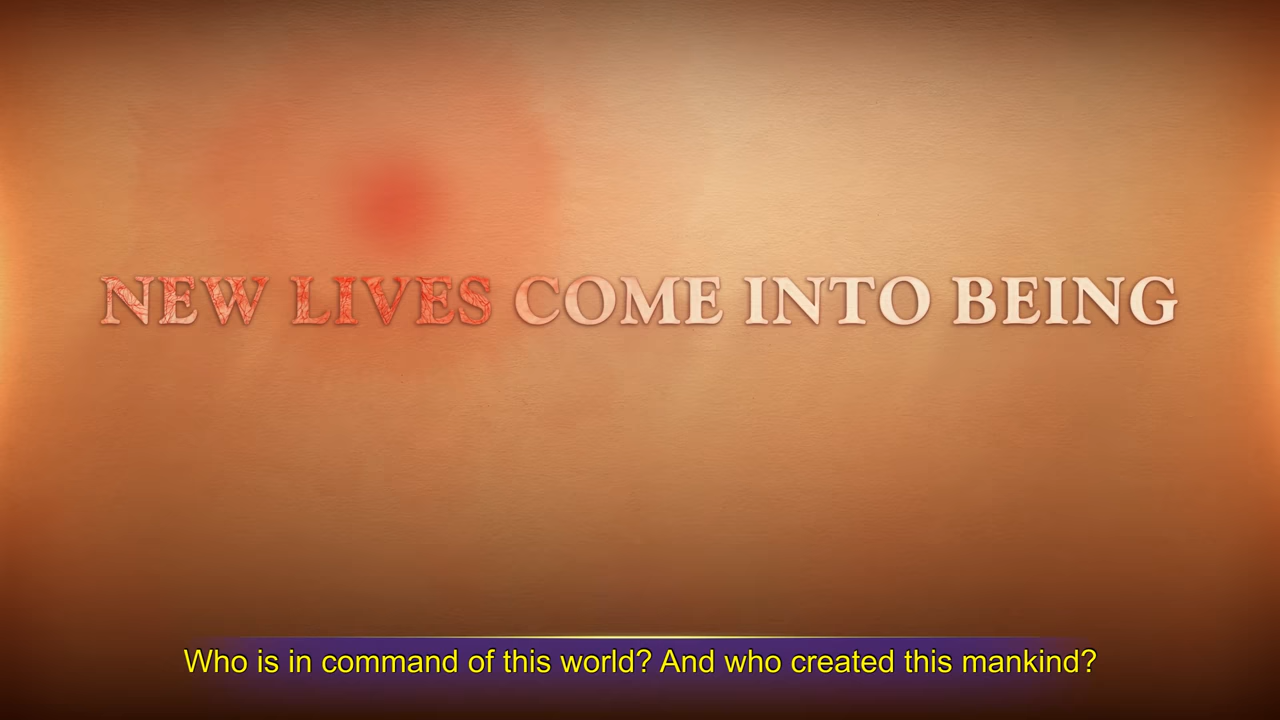 NEW LIVES COME INTO BEING
Who is in command of this world? And who created this mankind?